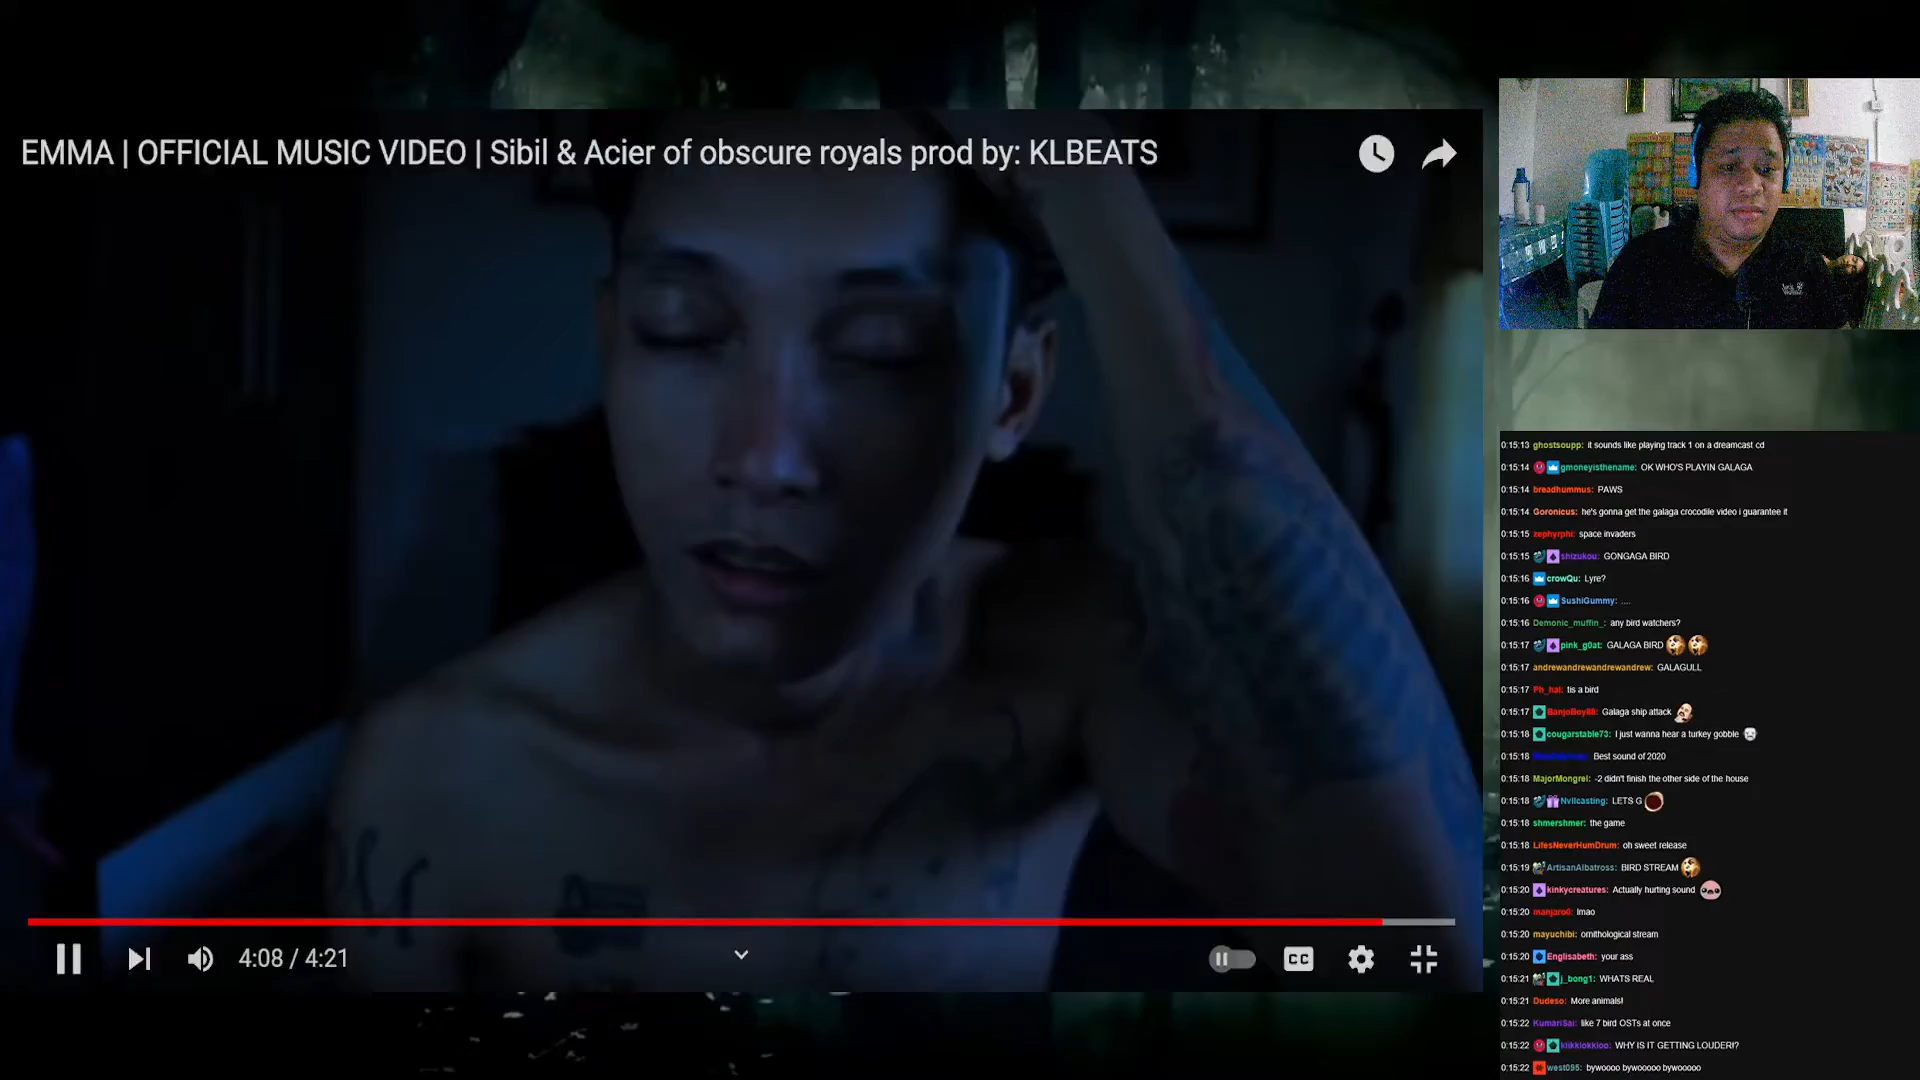 EMMA | OFFICIAL MUSIC VIDEO | Sibil & Acier of obscure royals prod by: KLBEATS
4:08 / 4:21
CC
0:15:13 ghostsoupp: it sounds like playing track 1 on a dreamcast cd
0:15:14 gmoneyisthename: OK WHO'S PLAYIN GALAGA
0:15:14 breadhummus: PAWS
0:15:14 Goronicus: he's gonna get the galaga crocodile video i guarantee it
0:15:15 zephyrphi: space invaders
0:15:15 shizukou: GONGAGA BIRD
0:15:16 crowQu: Lyre?
0:15:16 SushiGummy: ....
0:15:16 Demonic_muffin_: any bird watchers?
0:15:17 pink_g0at: GALAGA BIRD
0:15:17 andrewandrewandrewandrew: GALAGULL
0:15:17 Ph_hal: tis a bird
0:15:17 BanjoBoy88: Galaga ship attack
0:15:18 cougarstable73: I just wanna hear a turkey gobble
0:15:18 Best sound of 2020
0:15:18 MajorMongrel: -2 didn't finish the other side of the house
0:15:18 Nvllcasting: LETS G
0:15:18 shmershmer: the game
0:15:18 LifesNeverHumDrum: oh sweet release
0:15:19 ArtisanAlbatross: BIRD STREAM
0:15:20 kinkycreatures: Actually hurting sound
0:15:20 manjaro0: lmao
0:15:20 mayuchibi: ornithological stream
0:15:20 Englisabeth: your ass
0:15:21 j_bong1: WHATS REAL
0:15:21 Dudeso: More animals!
0:15:22 KumariSai: like 7 bird OSTs at once
0:15:22 klikklokkloo: WHY IS IT GETTING LOUDER!?
0:15:22 west095: bywoooo bywoooo bywoooo